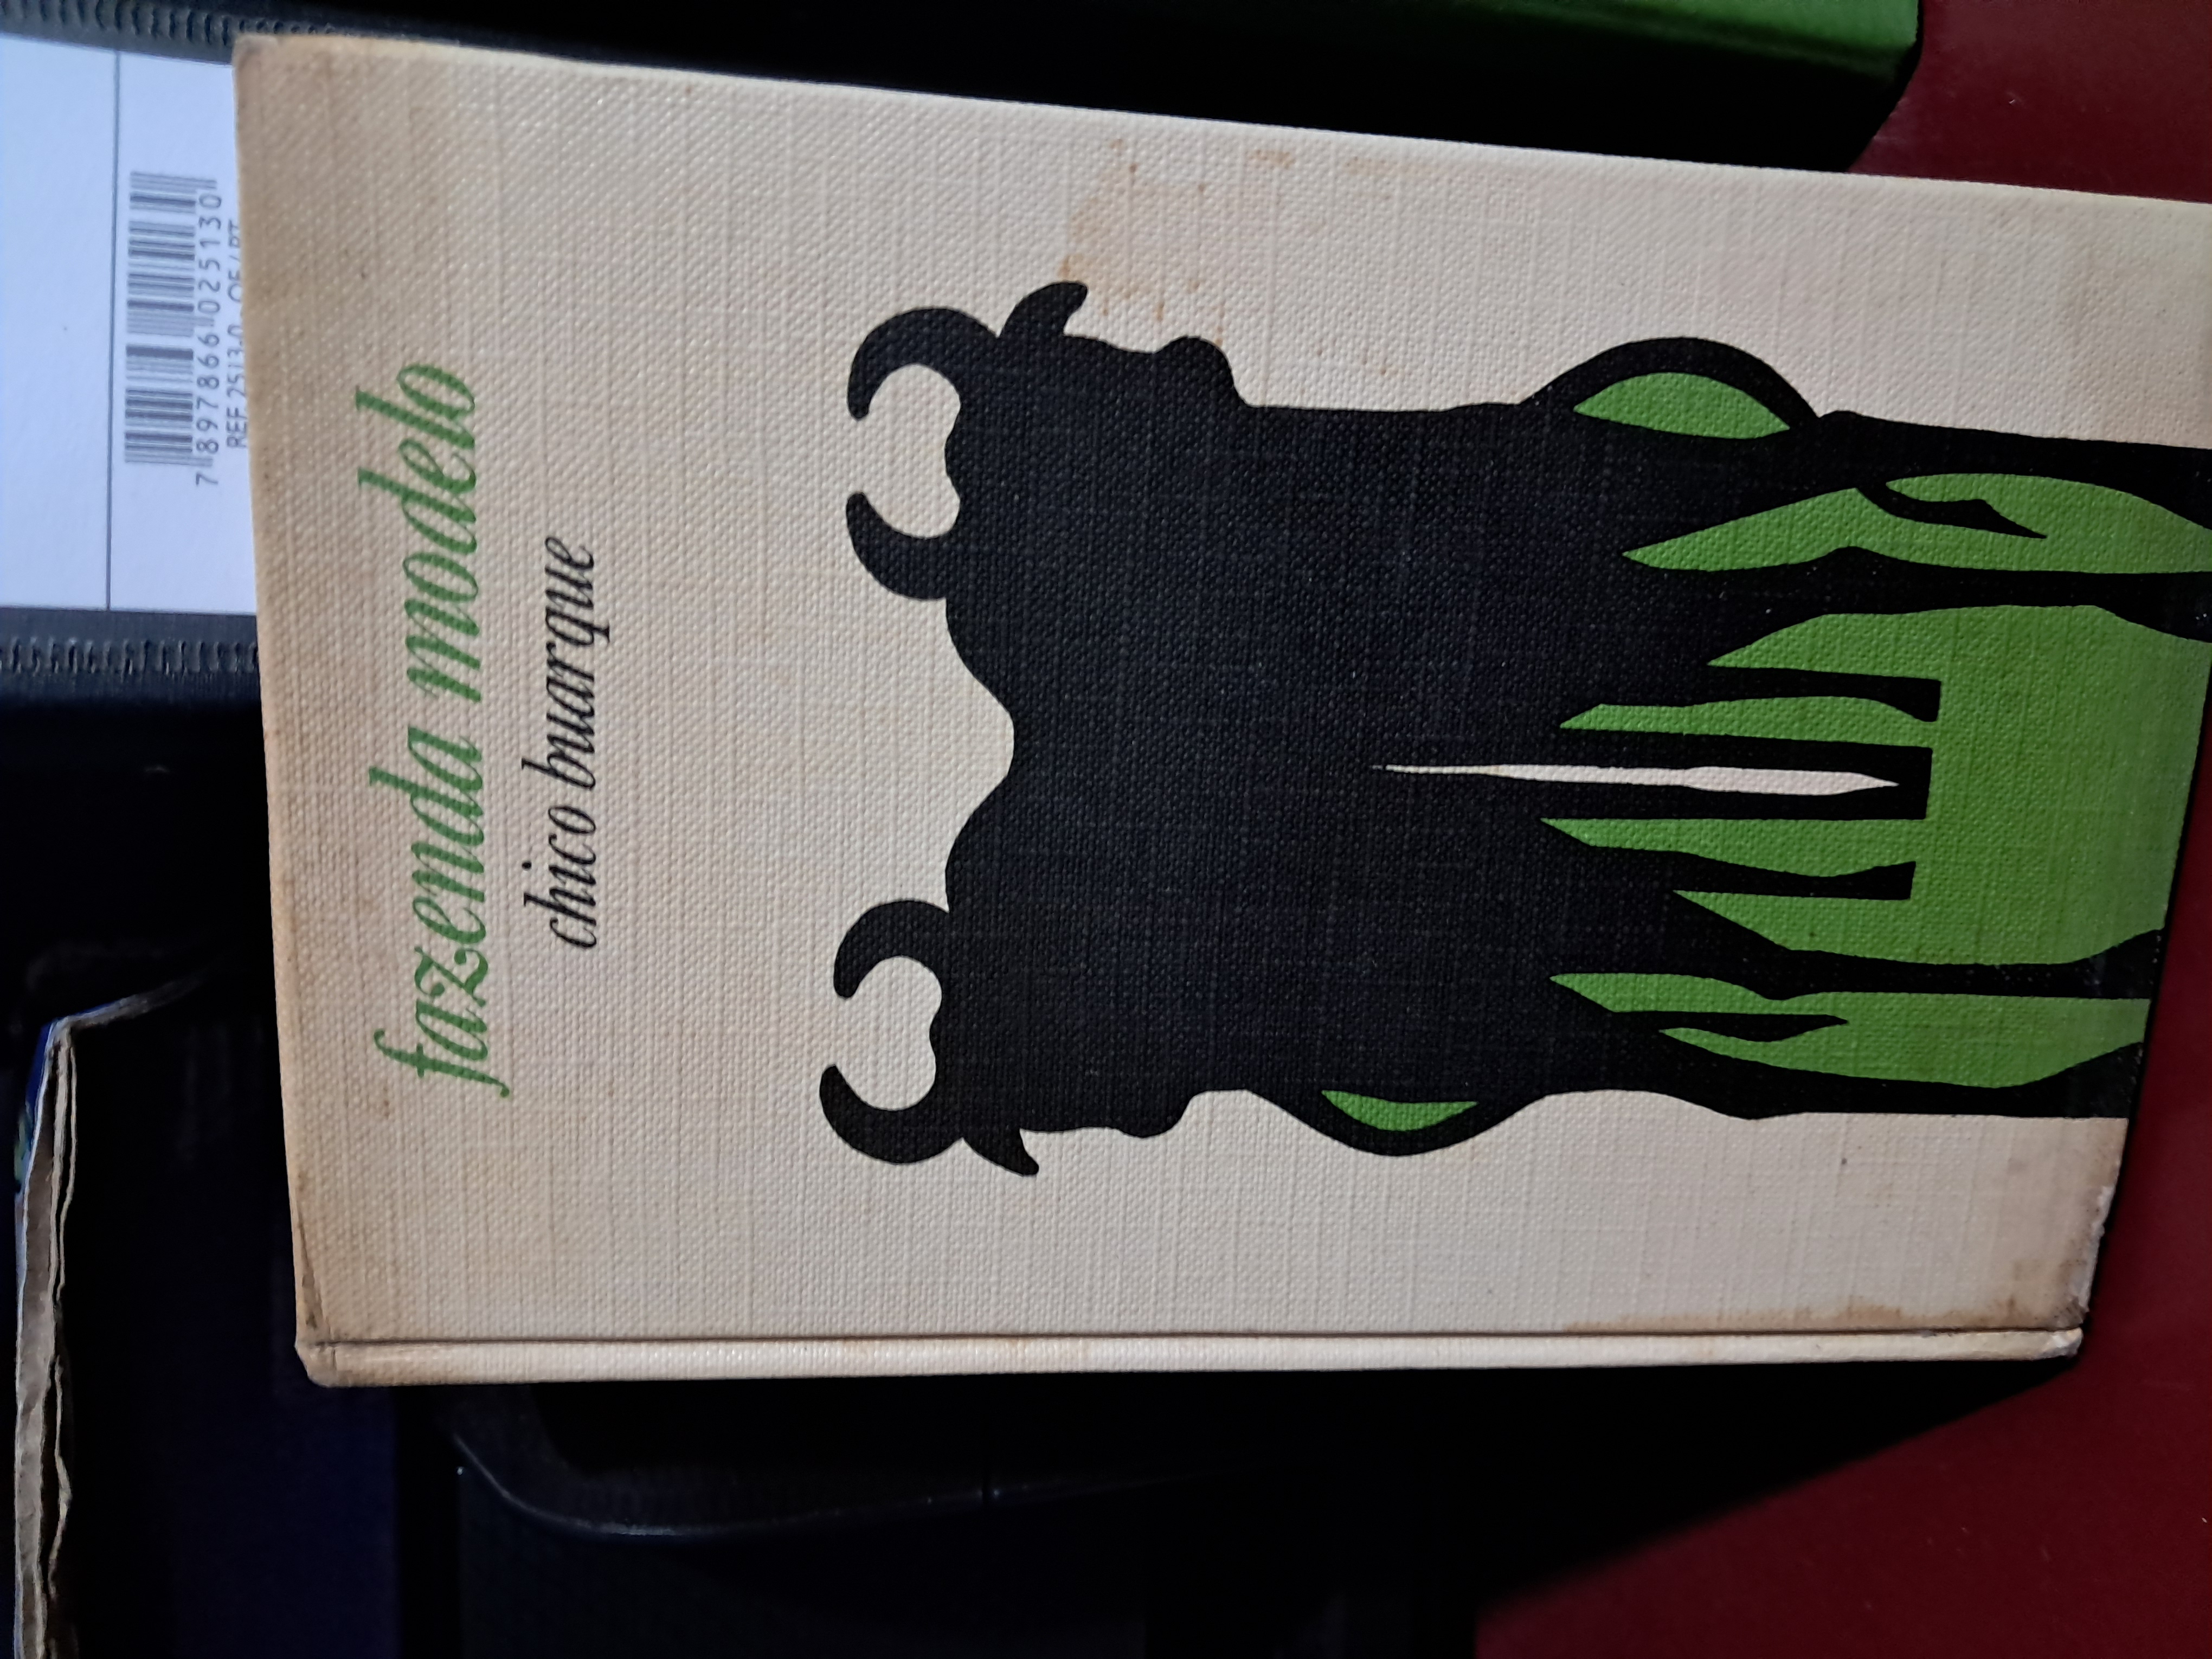 fazenda modelo
chico buarque
7 897866 025130